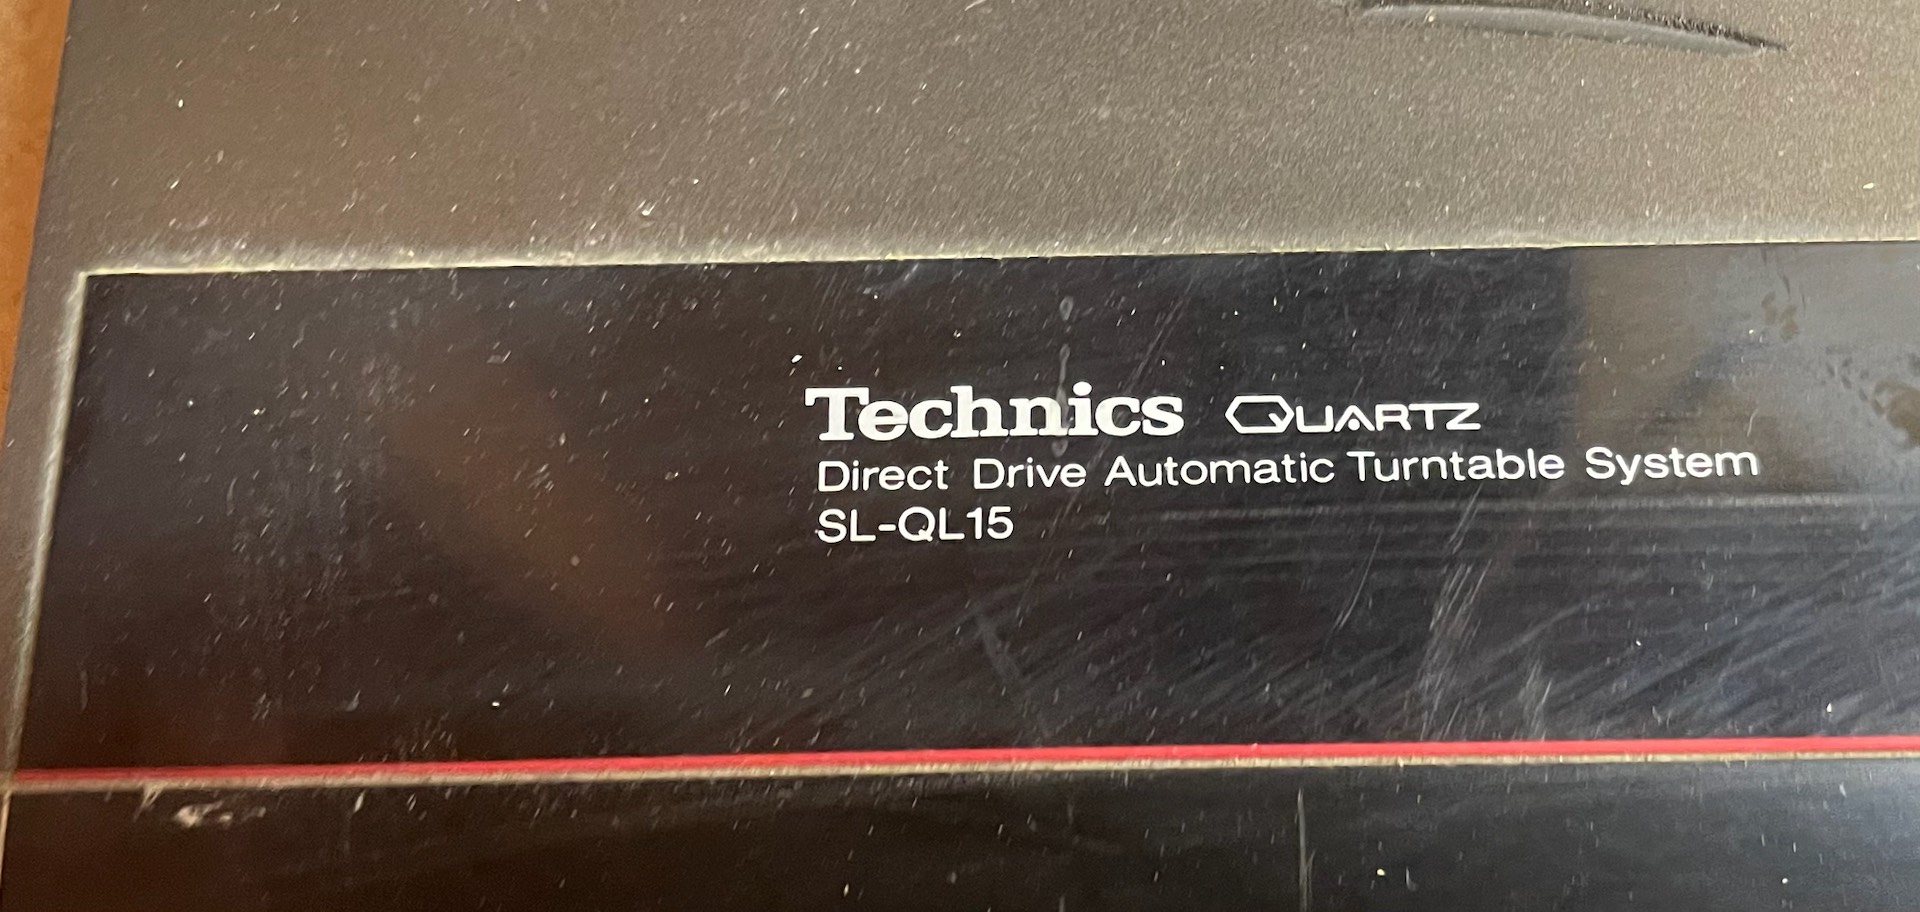 Technics QUARTZ
Direct Drive Automatic Turntable System
SL-QL15